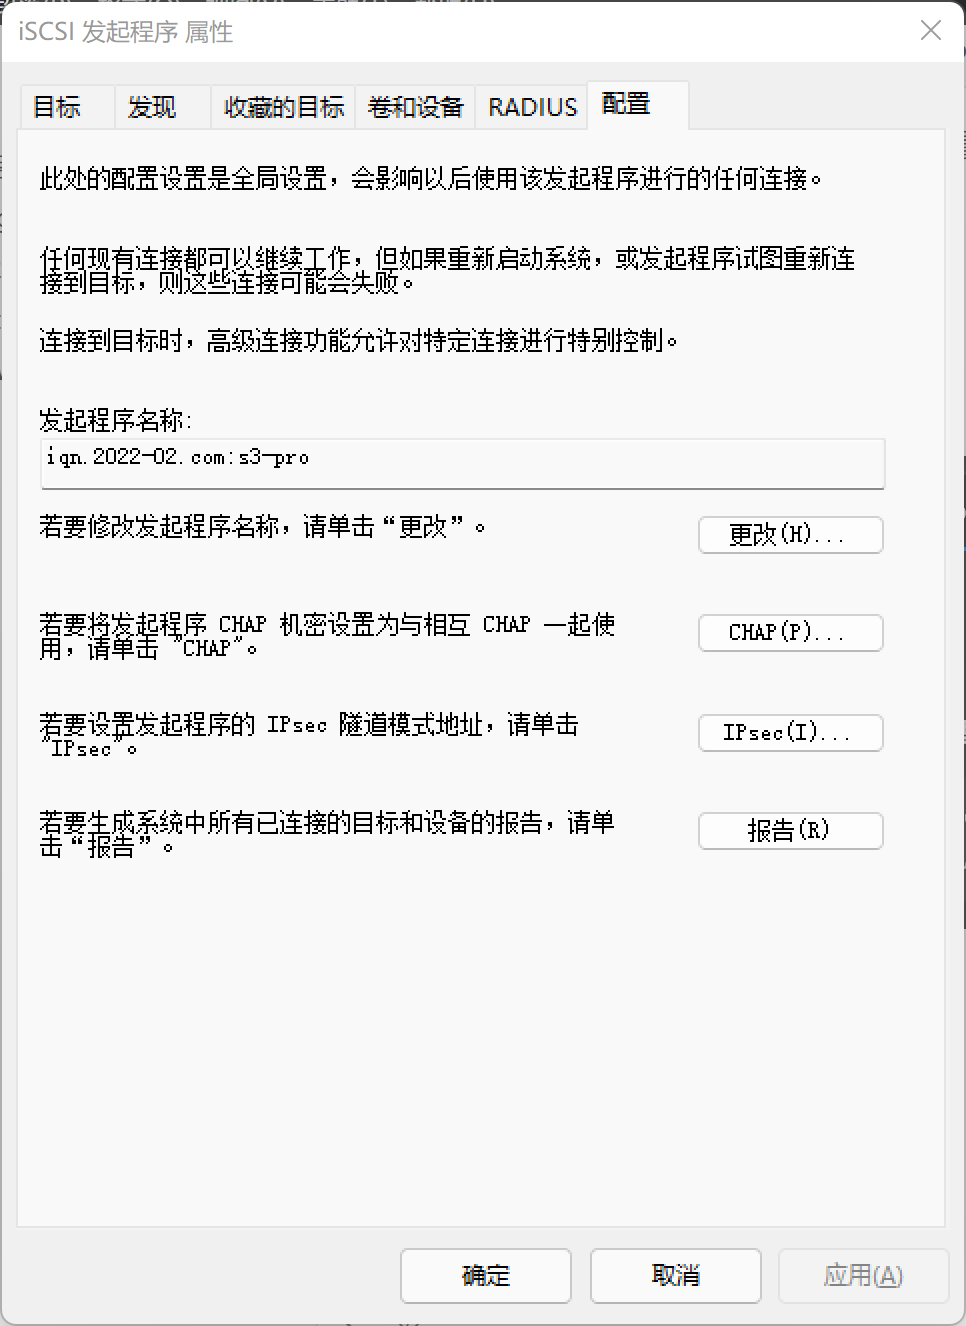 iSCSI 发起程序 属性
目标 发现 收藏的目标 卷和设备 RADIUS 配置
此处的配置设置是全局设置，会影响以后使用该发起程序进行的任何连接。
任何现有连接都可以继续工作，但如果重新启动系统，或发起程序试图重新连
接到目标，则这些连接可能会失败。
连接到目标时，高级连接功能允许对特定连接进行特别控制。
发起程序名称:
iqn.2022-02.com:s3-pro
若要修改发起程序名称，请单击“更改”。
更改(H)...
若要将发起程序 CHAP 机密设置为与相互 CHAP 一起使
用，请单击 "CHAP"。
CHAP(P)...
若要设置发起程序的 IPsec 隧道模式地址，请单击
"IPsec"。
IPsec(I)...
若要生成系统中所有已连接的目标和设备的报告，请单
击“报告”。
报告(R)
确定 取消 应用(A)